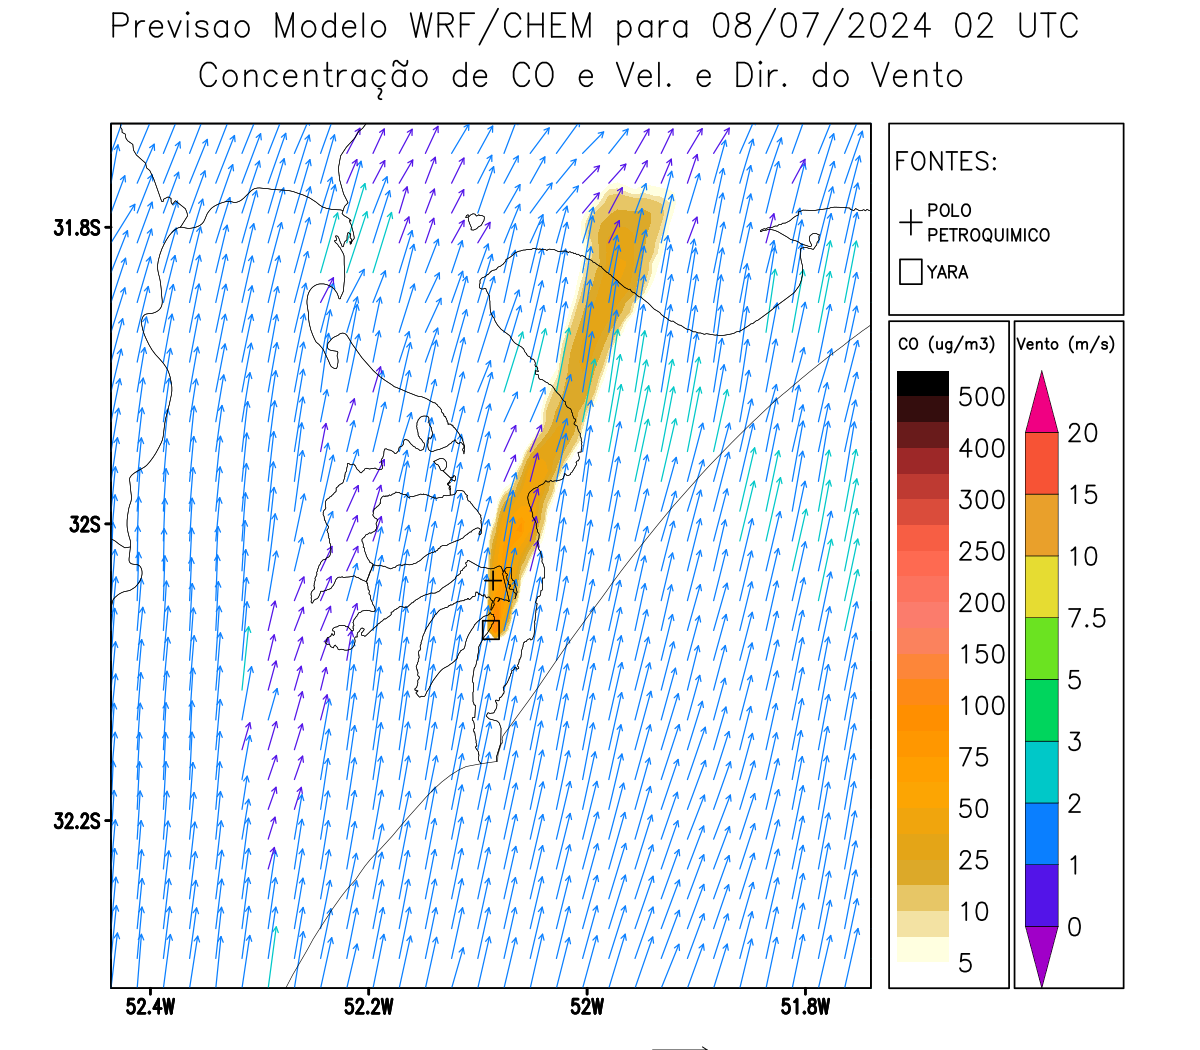 Previsao Modelo WRF/CHEM para 08/07/2024 02 UTC
Concentração de CO e Vel. e Dir. do Vento
FONTES:
POLO
PETROQUIMICO
YARA
CO (ug/m3)
500
400
300
250
200
150
100
75
50
25
10
5
Vento (m/s)
20
15
10
7.5
5
3
2
1
0
31.8S
32S
32.2S
52.4W
52.2W
52W
51.8W